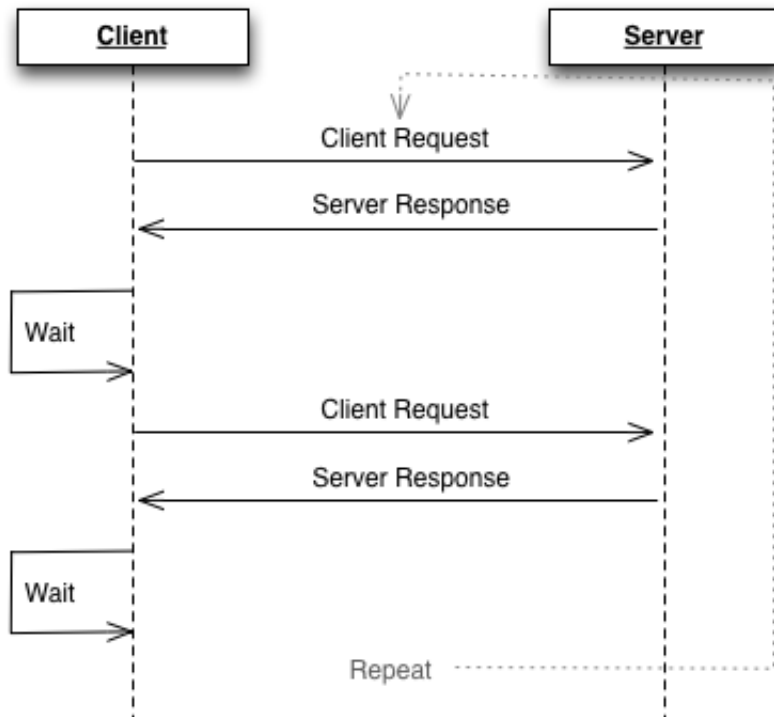 Client
Server
Client Request
Server Response
Wait
Client Request
Server Response
Wait
Repeat